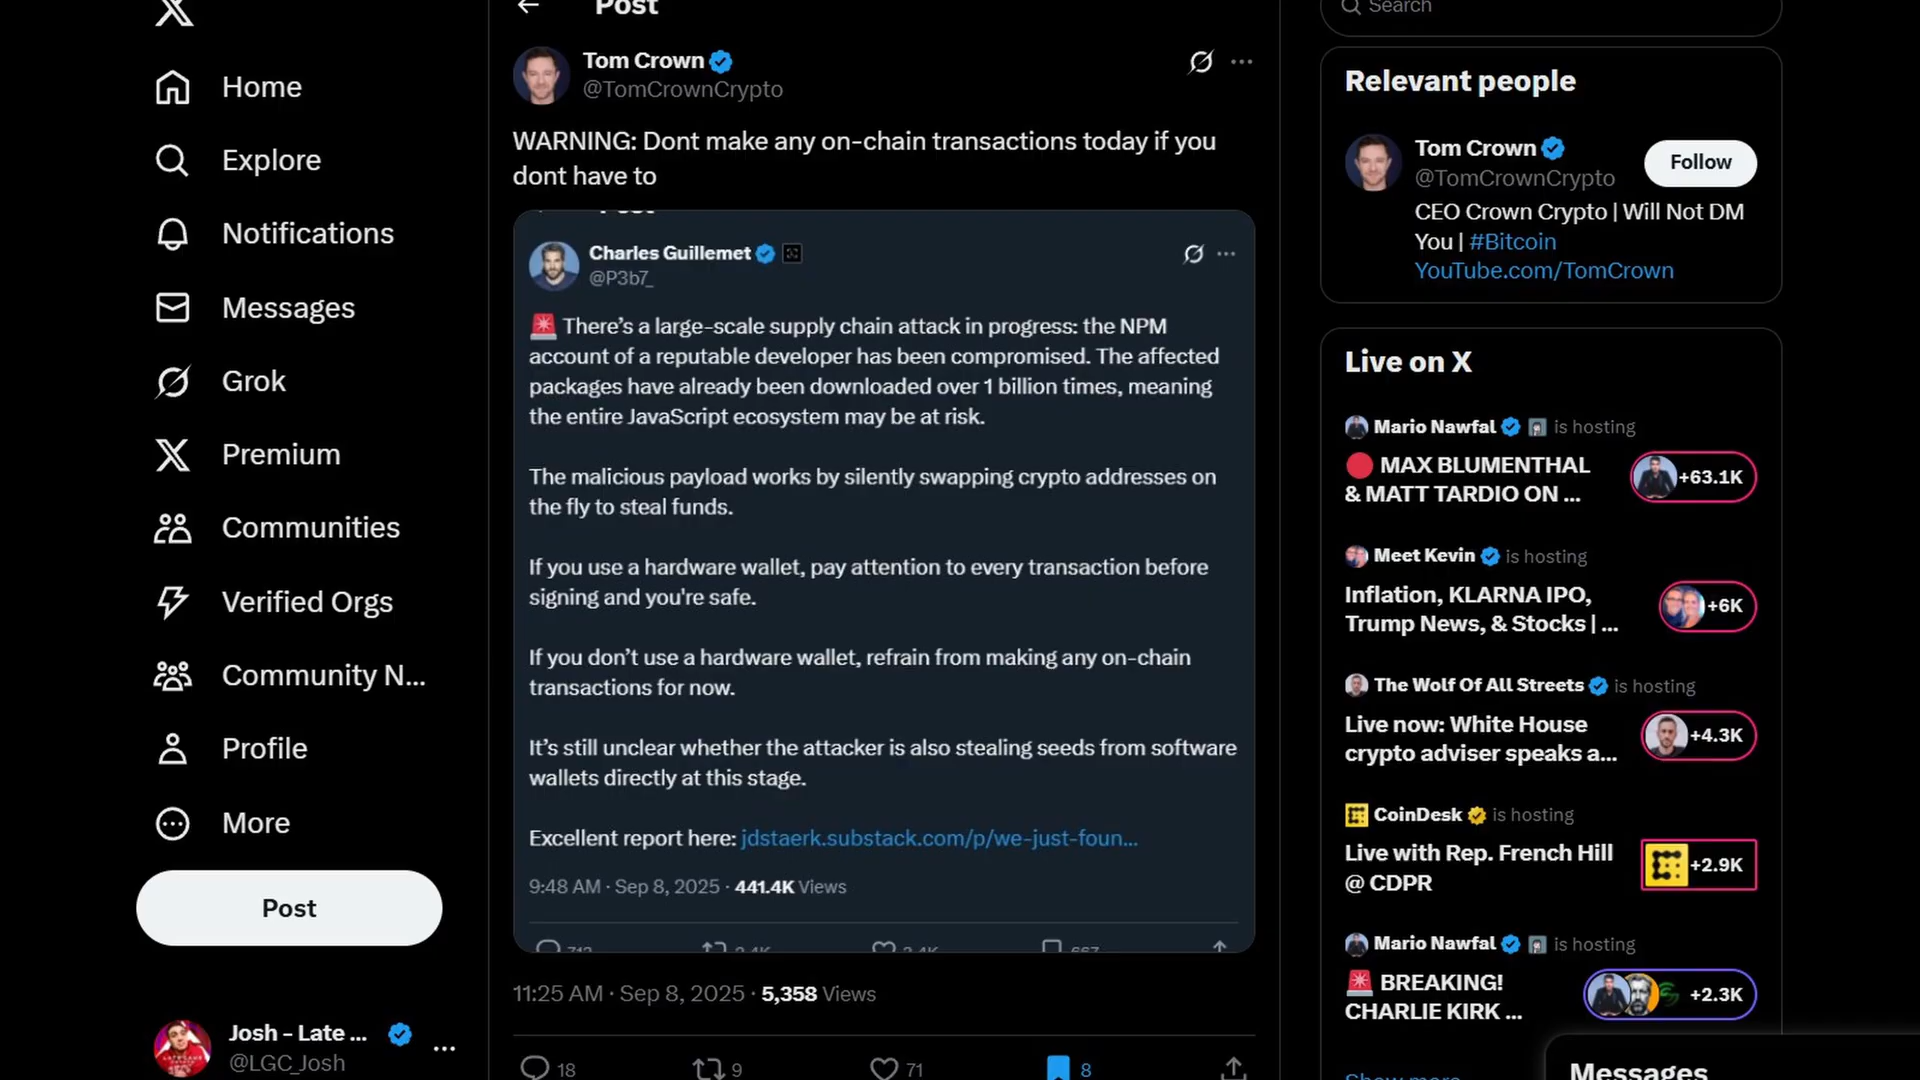 Home
Explore
Notifications
Messages
Grok
Premium
Communities
Verified Orgs
Community N...
Profile
More
Post
Josh - Late ...
@LGC_Josh
Post
Tom Crown
@TomCrownCrypto
WARNING: Dont make any on-chain transactions today if you
dont have to
Charles Guillemet
@P3b7_
🚨 There's a large-scale supply chain attack in progress: the NPM
account of a reputable developer has been compromised. The affected
packages have already been downloaded over 1 billion times, meaning
the entire JavaScript ecosystem may be at risk.
The malicious payload works by silently swapping crypto addresses on
the fly to steal funds.
If you use a hardware wallet, pay attention to every transaction before
signing and you're safe.
If you don't use a hardware wallet, refrain from making any on-chain
transactions for now.
It's still unclear whether the attacker is also stealing seeds from software
wallets directly at this stage.
Excellent report here: jdstaerk.substack.com/p/we-just-foun...
9:48 AM · Sep 8, 2025 · 441.4K Views
11:25 AM · Sep 8, 2025 · 5,358 Views
18 9 71 8
Search
Relevant people
Tom Crown
@TomCrownCrypto
Follow
CEO Crown Crypto | Will Not DM
You | #Bitcoin
YouTube.com/TomCrown
Live on X
Mario Nawfal is hosting
🔴 MAX BLUMENTHAL
& MATT TARDIO ON ...
+63.1K
Meet Kevin is hosting
Inflation, KLARNA IPO,
Trump News, & Stocks | ...
+6K
The Wolf Of All Streets is hosting
Live now: White House
crypto adviser speaks a...
+4.3K
CoinDesk is hosting
Live with Rep. French Hill
@ CDPR
+2.9K
Mario Nawfal is hosting
🚨 BREAKING!
CHARLIE KIRK ...
+2.3K
Messages